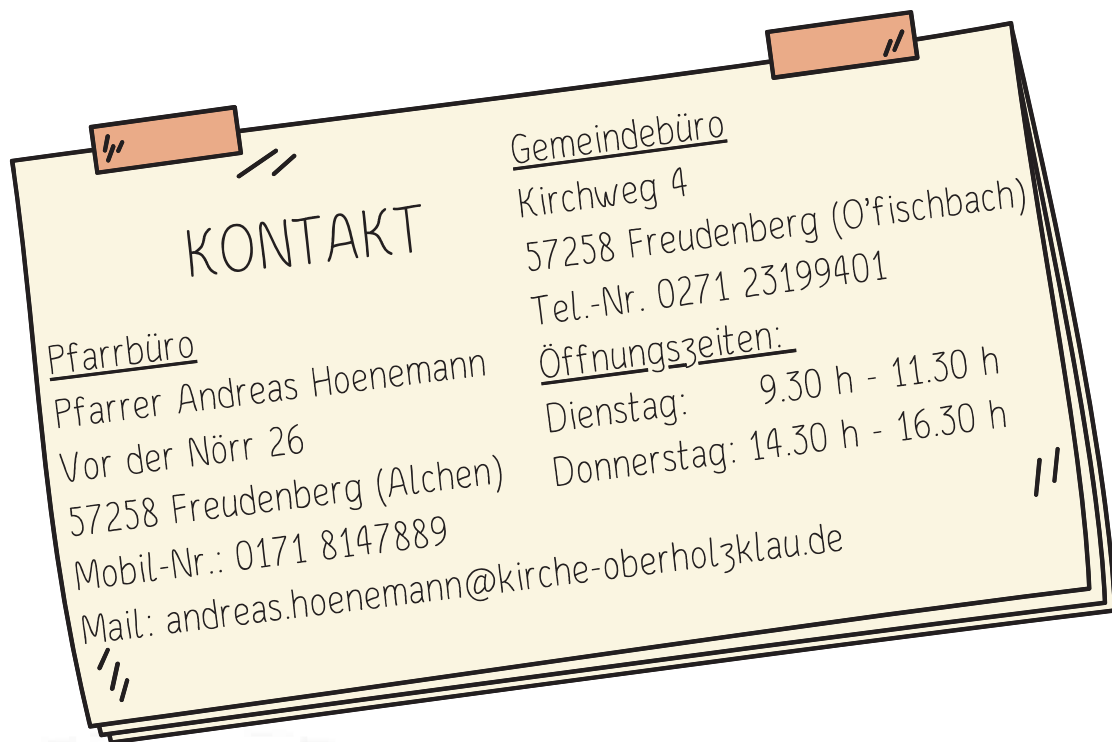 KONTAKT
Pfarrbüro
Pfarrer Andreas Hoenemann
Vor der Nörr 26
57258 Freudenberg (Alchen)
Mobil-Nr.: 0171 8147889
Mail: andreas.hoenemann@kirche-oberholzklau.de
Gemeindebüro
Kirchweg 4
57258 Freudenberg (O'fischbach)
Tel.-Nr. 0271 23199401
Öffnungszeiten:
Dienstag: 9.30 h - 11.30 h
Donnerstag: 14.30 h - 16.30 h